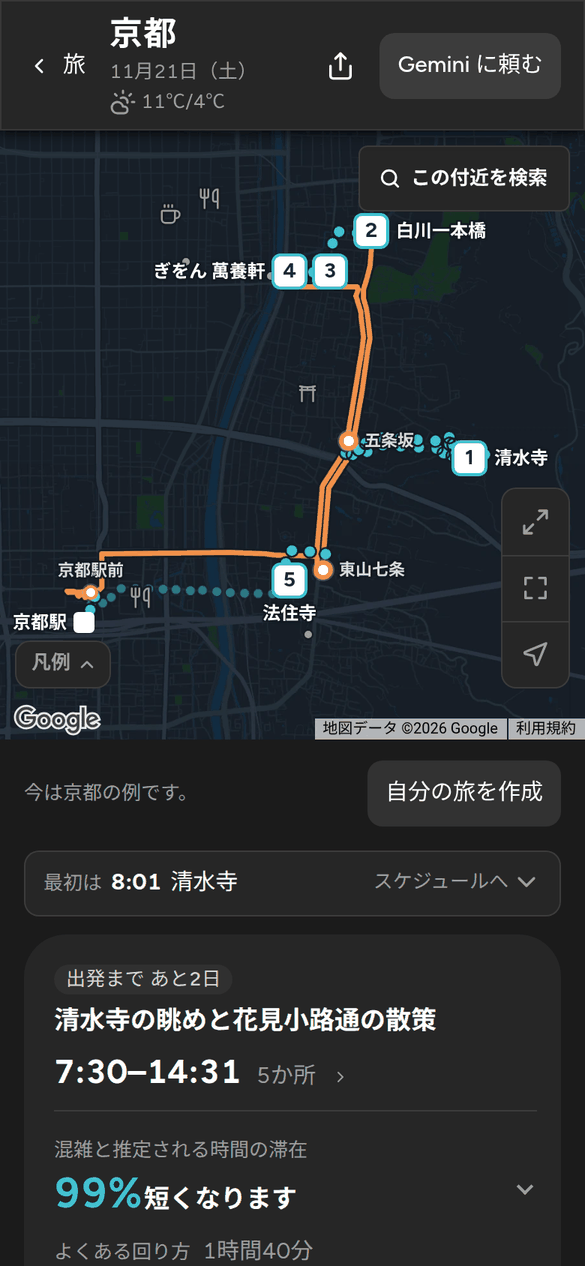 京都
旅
11月21日（土）
11°C/4°C
Gemini に頼む
この付近を検索
2 白川一本橋
ぎをん 萬養軒 4 3
五条坂
1 清水寺
京都駅前
東山七条
5
法住寺
京都駅
凡例
Google
地図データ ©2026 Google
利用規約
今は京都の例です。
自分の旅を作成
最初は 8:01 清水寺
スケジュールへ
出発まで あと2日
清水寺の眺めと花見小路通の散策
7:30–14:31 5か所
混雑と推定される時間の滞在
99%短くなります
よくある回り方 1時間40分